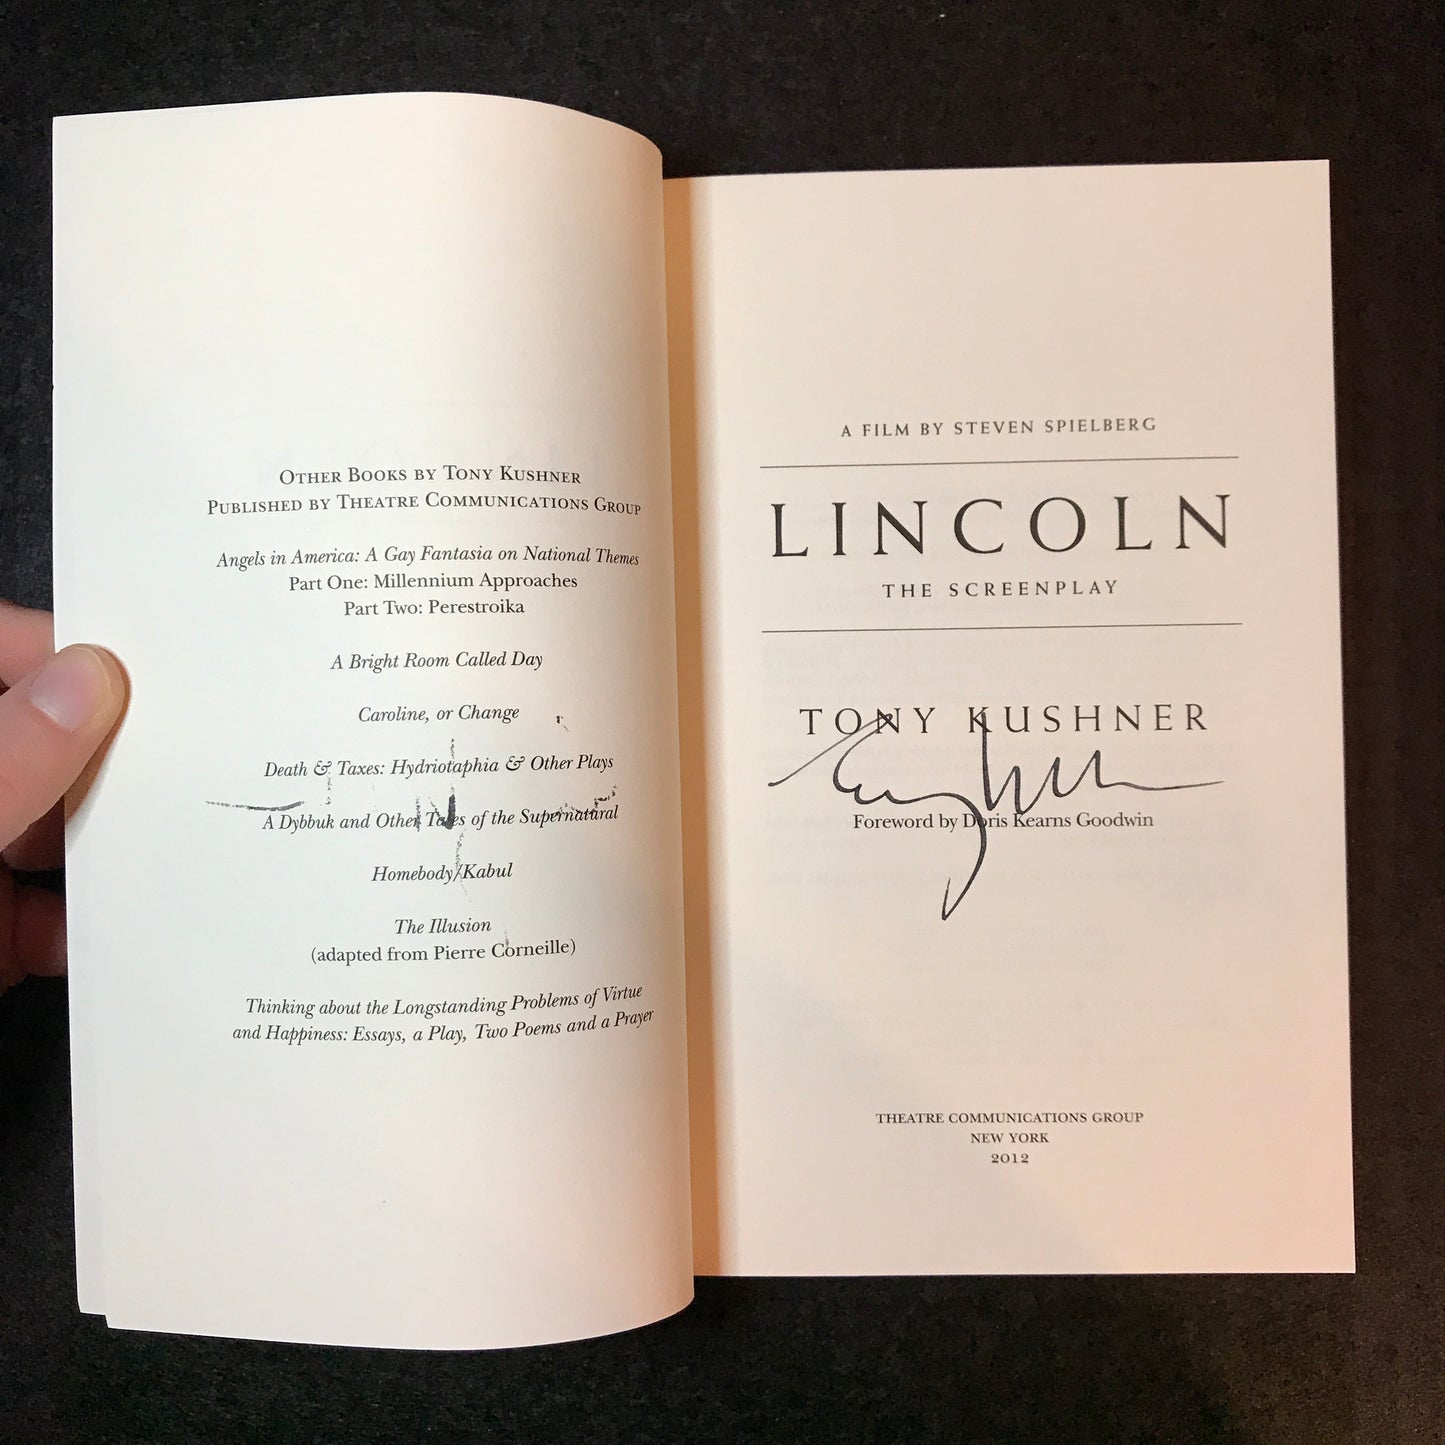 OTHER BOOKS BY TONY KUSHNER
PUBLISHED BY THEATRE COMMUNICATIONS GROUP
Angels in America: A Gay Fantasia on National Themes
Part One: Millennium Approaches
Part Two: Perestroika
A Bright Room Called Day
Caroline, or Change
Death & Taxes: Hydriotaphia & Other Plays
A Dybbuk and Other Tales of the Supernatural
Homebody/Kabul
The Illusion
(adapted from Pierre Corneille)
Thinking about the Longstanding Problems of Virtue
and Happiness: Essays, a Play, Two Poems and a Prayer
A FILM BY STEVEN SPIELBERG
LINCOLN
THE SCREENPLAY
TONY KUSHNER
Foreword by Doris Kearns Goodwin
THEATRE COMMUNICATIONS GROUP
NEW YORK
2012